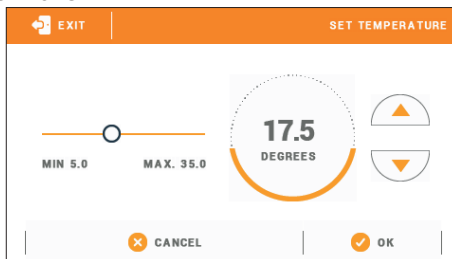 EXIT
SET TEMPERATURE
17.5
DEGREES
MIN 5.0
MAX. 35.0
CANCEL
OK